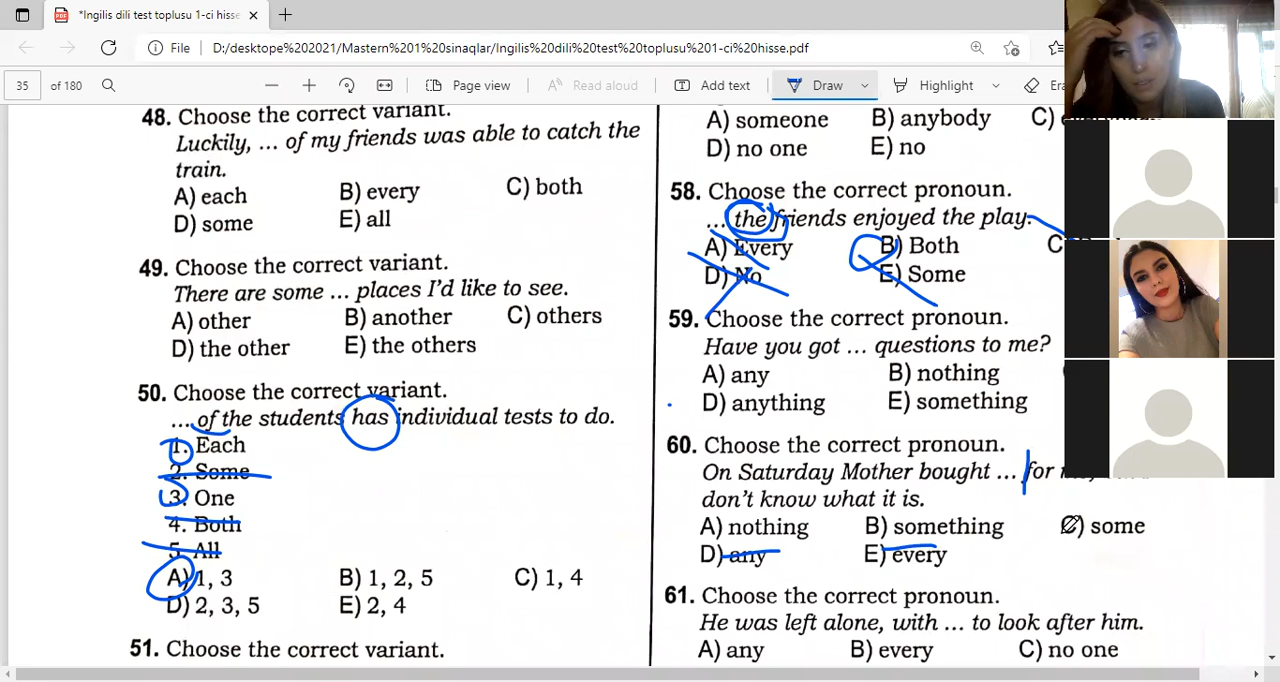 *Ingilis dili test toplusu 1-ci hisse
File
D:/desktope%202021/Mastern%201%20sinaqlar/Ingilis%20dili%20test%20toplusu%201-ci%20hisse.pdf
35 of 180
Page view
Read aloud
Add text
Draw
Highlight
48. Choose the correct variant.
Luckily, ... of my friends was able to catch the
train.
A) each B) every C) both
D) some E) all
49. Choose the correct variant.
There are some ... places I'd like to see.
A) other B) another C) others
D) the other E) the others
50. Choose the correct variant.
... of the students has individual tests to do.
1. Each
2. Some
3. One
4. Both
5. All
A) 1, 3 B) 1, 2, 5 C) 1, 4
D) 2, 3, 5 E) 2, 4
51. Choose the correct variant.
A) someone B) anybody C)
D) no one E) no
58. Choose the correct pronoun.
... the friends enjoyed the play.
A) Every B) Both C
D) No E) Some
59. Choose the correct pronoun.
Have you got ... questions to me?
A) any B) nothing
D) anything E) something
60. Choose the correct pronoun.
On Saturday Mother bought ... for
don't know what it is.
A) nothing B) something C) some
D) any E) every
61. Choose the correct pronoun.
He was left alone, with ... to look after him.
A) any B) every C) no one